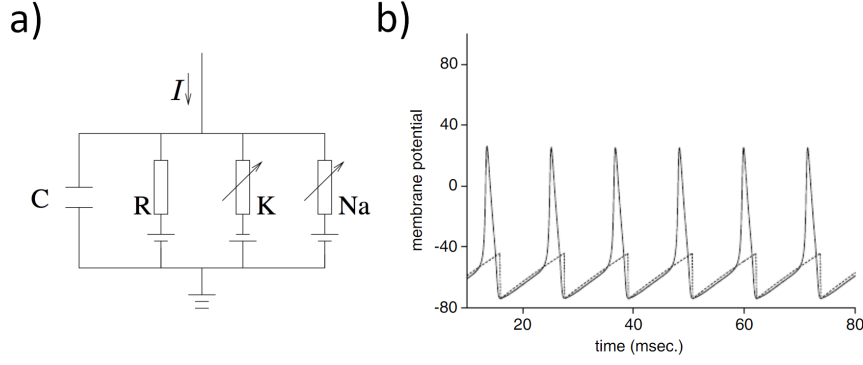 a)
I
C
R
K
Na
b)
membrane potential
80
40
0
-40
-80
20
40
60
80
time (msec.)